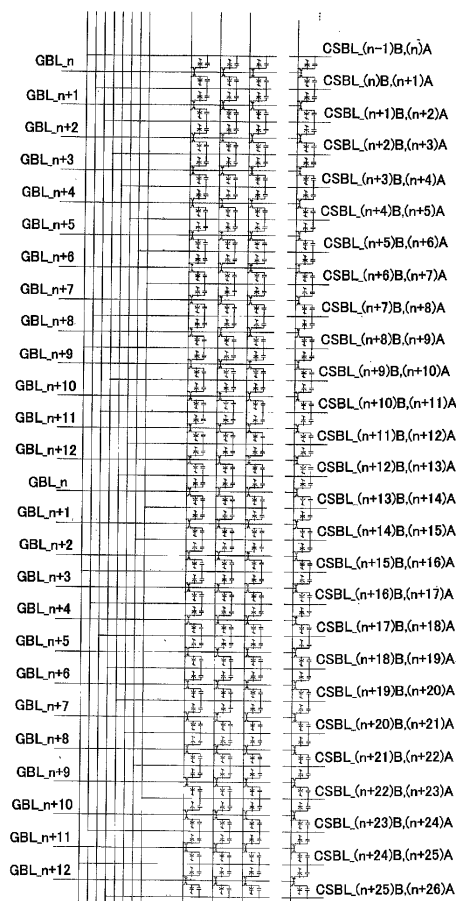 CSBL_(n-1)B,(n)A
GBL_n
CSBL_(n)B,(n+1)A
GBL_n+1
CSBL_(n+1)B,(n+2)A
GBL_n+2
CSBL_(n+2)B,(n+3)A
GBL_n+3
CSBL_(n+3)B,(n+4)A
GBL_n+4
CSBL_(n+4)B,(n+5)A
GBL_n+5
CSBL_(n+5)B,(n+6)A
GBL_n+6
CSBL_(n+6)B,(n+7)A
GBL_n+7
CSBL_(n+7)B,(n+8)A
GBL_n+8
CSBL_(n+8)B,(n+9)A
GBL_n+9
CSBL_(n+9)B,(n+10)A
GBL_n+10
CSBL_(n+10)B,(n+11)A
GBL_n+11
CSBL_(n+11)B,(n+12)A
GBL_n+12
CSBL_(n+12)B,(n+13)A
GBL_n
CSBL_(n+13)B,(n+14)A
GBL_n+1
CSBL_(n+14)B,(n+15)A
GBL_n+2
CSBL_(n+15)B,(n+16)A
GBL_n+3
CSBL_(n+16)B,(n+17)A
GBL_n+4
CSBL_(n+17)B,(n+18)A
GBL_n+5
CSBL_(n+18)B,(n+19)A
GBL_n+6
CSBL_(n+19)B,(n+20)A
GBL_n+7
CSBL_(n+20)B,(n+21)A
GBL_n+8
CSBL_(n+21)B,(n+22)A
GBL_n+9
CSBL_(n+22)B,(n+23)A
GBL_n+10
CSBL_(n+23)B,(n+24)A
GBL_n+11
CSBL_(n+24)B,(n+25)A
GBL_n+12
CSBL_(n+25)B,(n+26)A